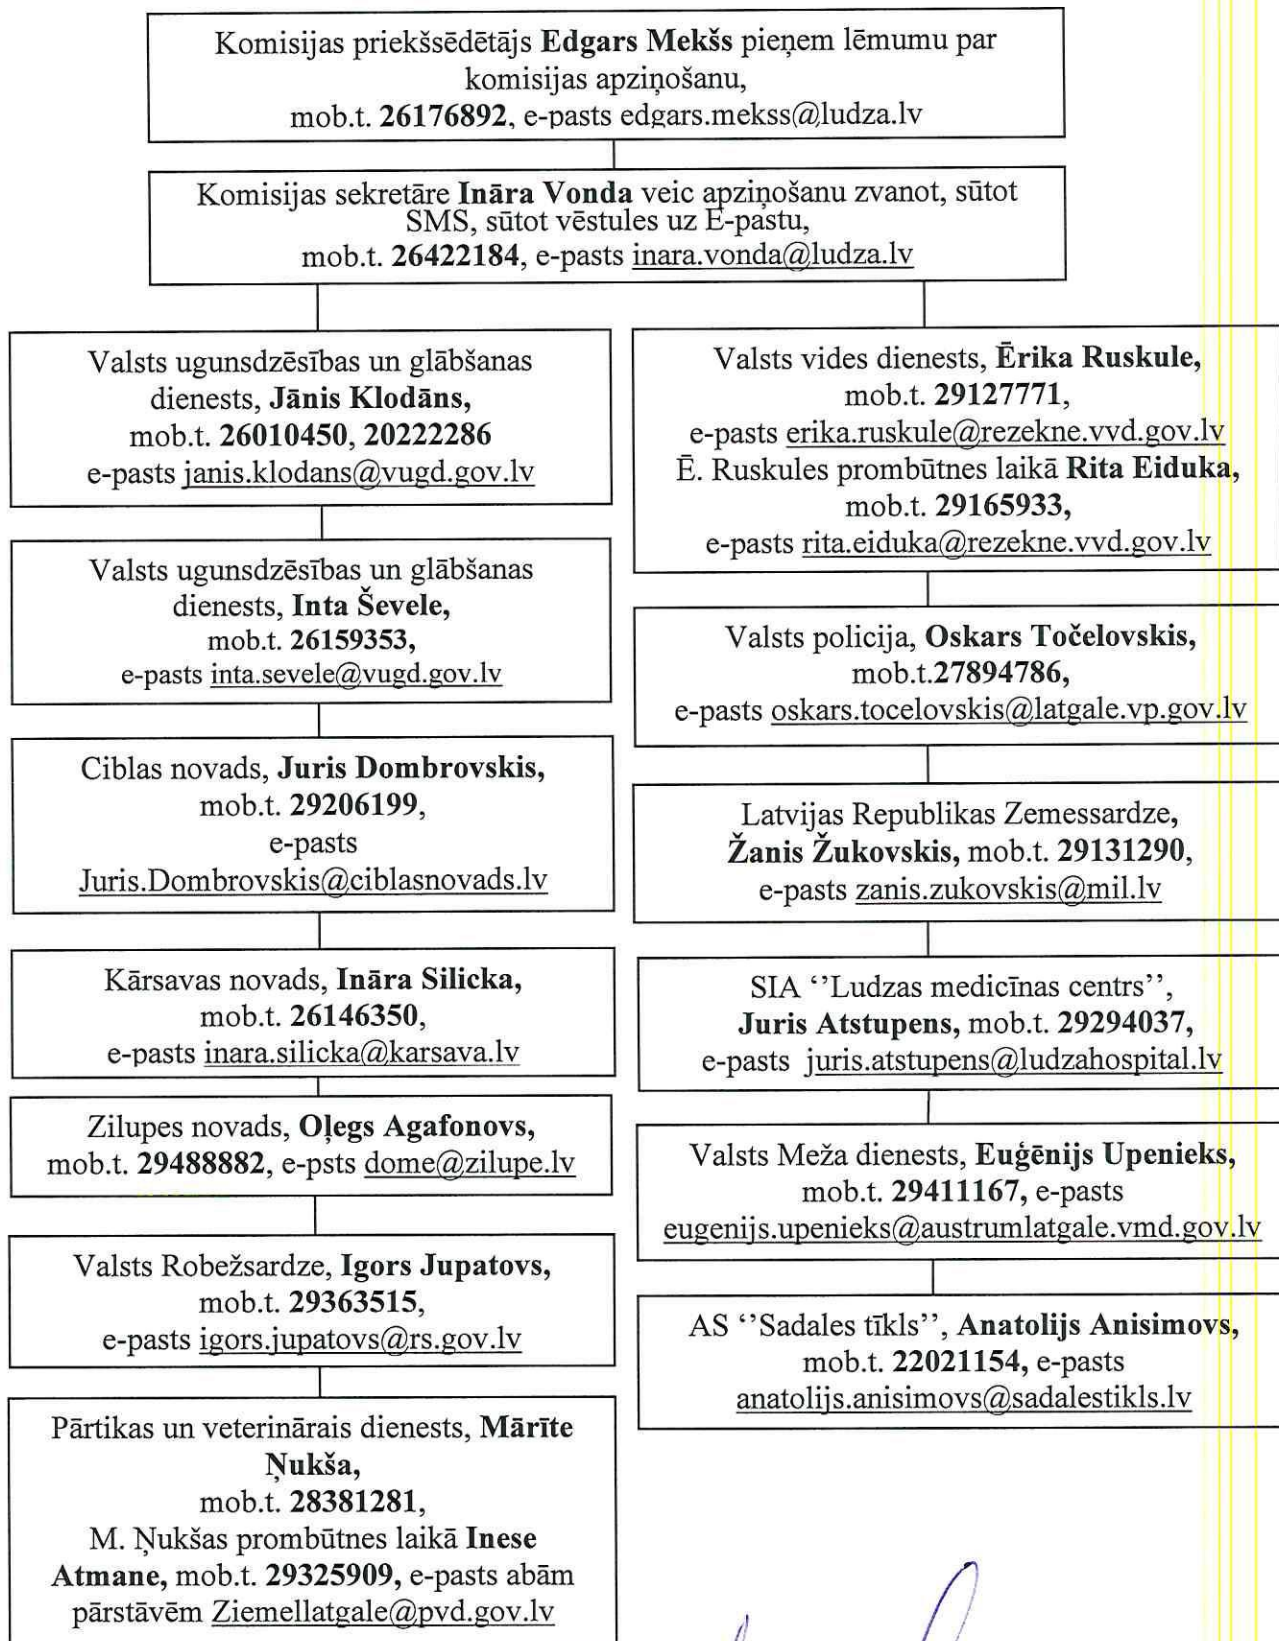 Komisijas priekšsēdētājs Edgars Mekšs pieņem lēmumu par
komisijas apziņošanu,
mob.t. 26176892, e-pasts edgars.mekss@ludza.lv
Komisijas sekretāre Ināra Vonda veic apziņošanu zvanot, sūtot
SMS, sūtot vēstules uz E-pastu,
mob.t. 26422184, e-pasts inara.vonda@ludza.lv
Valsts ugunsdzēsības un glābšanas
dienests, Jānis Klodāns,
mob.t. 26010450, 20222286
e-pasts janis.klodans@vugd.gov.lv
Valsts ugunsdzēsības un glābšanas
dienests, Inta Ševele,
mob.t. 26159353,
e-pasts inta.sevele@vugd.gov.lv
Ciblas novads, Juris Dombrovskis,
mob.t. 29206199,
e-pasts
Juris.Dombrovskis@ciblasnovads.lv
Kārsavas novads, Ināra Silicka,
mob.t. 26146350,
e-pasts inara.silicka@karsava.lv
Zilupes novads, Oļegs Agafonovs,
mob.t. 29488882, e-psts dome@zilupe.lv
Valsts Robežsardze, Igors Jupatovs,
mob.t. 29363515,
e-pasts igors.jupatovs@rs.gov.lv
Pārtikas un veterinārais dienests, Mārīte
Ņukša,
mob.t. 28381281,
M. Ņukšas prombūtnes laikā Inese
Atmane, mob.t. 29325909, e-pasts abām
pārstāvēm Ziemellatgale@pvd.gov.lv
Valsts vides dienests, Ērika Ruskule,
mob.t. 29127771,
e-pasts erika.ruskule@rezekne.vvd.gov.lv
Ē. Ruskules prombūtnes laikā Rita Eiduka,
mob.t. 29165933,
e-pasts rita.eiduka@rezekne.vvd.gov.lv
Valsts policija, Oskars Točelovskis,
mob.t.27894786,
e-pasts oskars.tocelovskis@latgale.vp.gov.lv
Latvijas Republikas Zemessardze,
Žanis Žukovskis, mob.t. 29131290,
e-pasts zanis.zukovskis@mil.lv
SIA ‘’Ludzas medicīnas centrs’’,
Juris Atstupens, mob.t. 29294037,
e-pasts juris.atstupens@ludzahospital.lv
Valsts Meža dienests, Euģēnijs Upenieks,
mob.t. 29411167, e-pasts
eugenijs.upenieks@austrumlatgale.vmd.gov.lv
AS ‘’Sadales tīkls’’, Anatolijs Anisimovs,
mob.t. 22021154, e-pasts
anatolijs.anisimovs@sadalestikls.lv